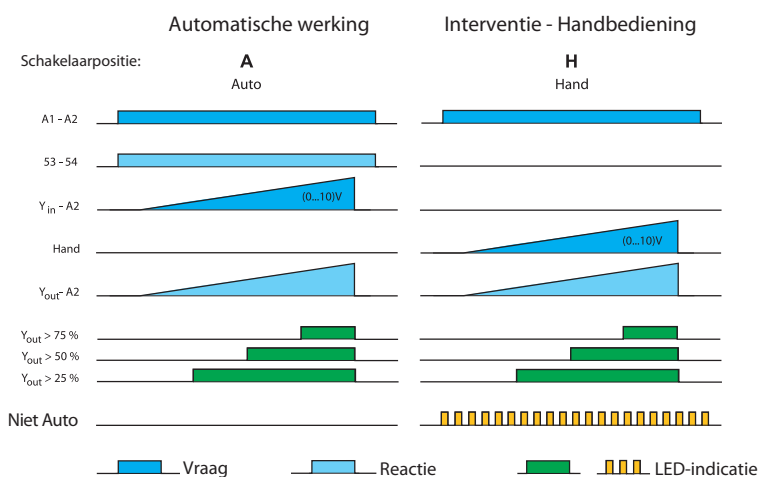 Automatische werking Interventie - Handbediening
Schakelaarpositie: A H
Auto Hand
A1 - A2
53 - 54
Y in - A2 (0...10)V
Hand (0...10)V
Yout- A2
Yout > 75 %
Yout > 50 %
Yout > 25 %
Niet Auto
Vraag Reactie LED-indicatie